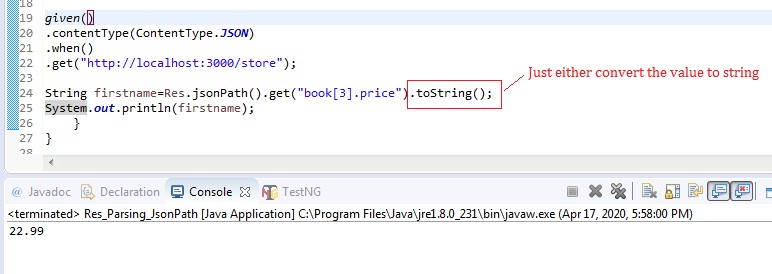 18
19 given()
20 .contentType(ContentType.JSON)
21 .when()
22 .get("http://localhost:3000/store");
23
Just either convert the value to string
24 String firstname=Res.jsonPath().get("book[3].price").toString();
25 System.out.println(firstname);
26 }
27 }
28
@ Javadoc Declaration Console TestNG
<terminated> Res_Parsing_JsonPath [Java Application] C:\Program Files\Java\jre1.8.0_231\bin\javaw.exe (Apr 17, 2020, 5:58:00 PM)
22.99